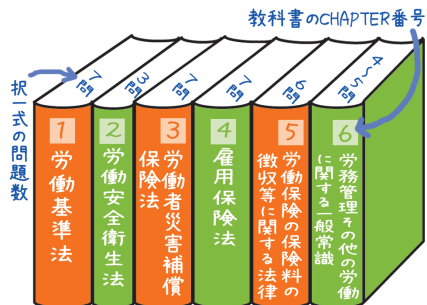 教科書のCHAPTER番号
択一式の問題数
7問
3問
7問
7問
6問
4〜5問
1
労働基準法
2
労働安全衛生法
3
労働者災害補償
保険法
4
雇用保険法
5
労働保険の保険料の
徴収等に関する法律
6
労務管理その他の労働
に関する一般常識